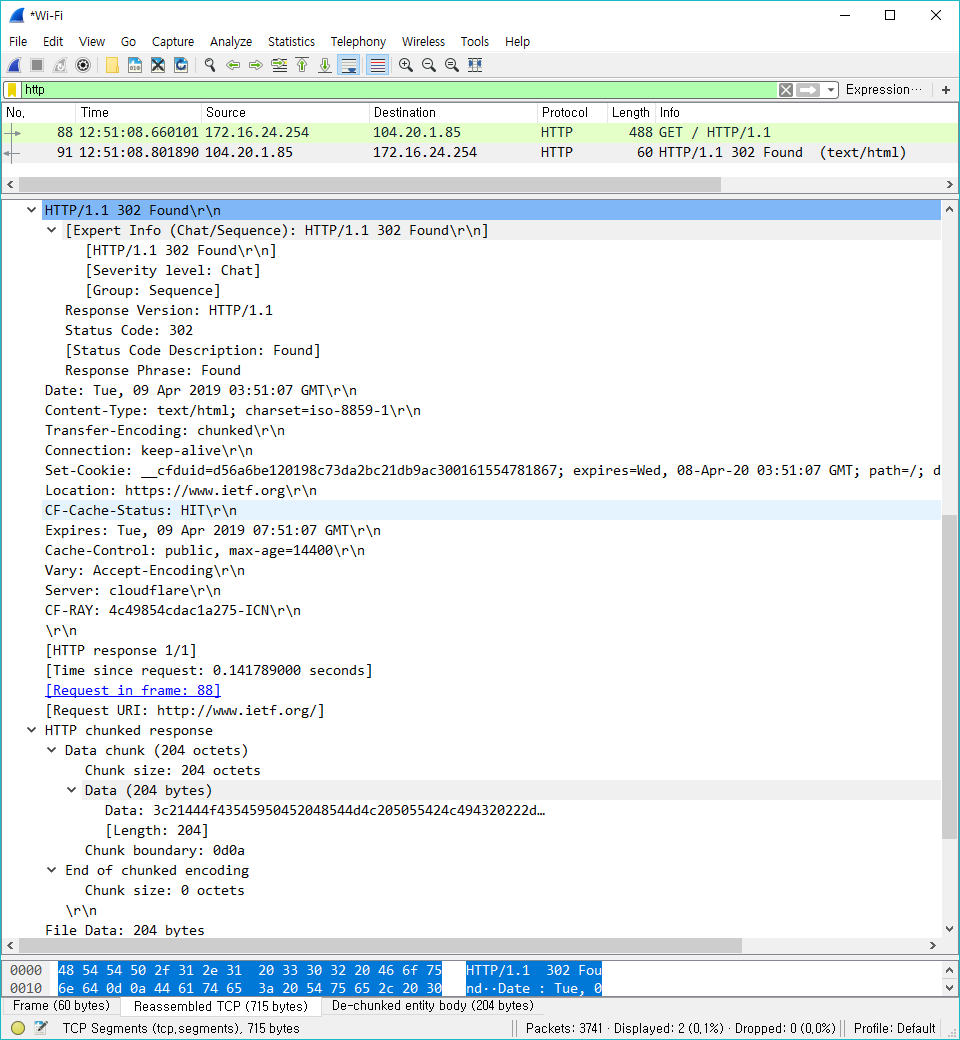 *Wi-Fi
File Edit View Go Capture Analyze Statistics Telephony Wireless Tools Help
http Expression… +
No. Time Source Destination Protocol Length Info
88 12:51:08.660101 172.16.24.254 104.20.1.85 HTTP 488 GET / HTTP/1.1
91 12:51:08.801890 104.20.1.85 172.16.24.254 HTTP 60 HTTP/1.1 302 Found (text/html)
HTTP/1.1 302 Found\r\n
[Expert Info (Chat/Sequence): HTTP/1.1 302 Found\r\n]
[HTTP/1.1 302 Found\r\n]
[Severity level: Chat]
[Group: Sequence]
Response Version: HTTP/1.1
Status Code: 302
[Status Code Description: Found]
Response Phrase: Found
Date: Tue, 09 Apr 2019 03:51:07 GMT\r\n
Content-Type: text/html; charset=iso-8859-1\r\n
Transfer-Encoding: chunked\r\n
Connection: keep-alive\r\n
Set-Cookie: __cfduid=d56a6be120198c73da2bc21db9ac300161554781867; expires=Wed, 08-Apr-20 03:51:07 GMT; path=/; d
Location: https://www.ietf.org\r\n
CF-Cache-Status: HIT\r\n
Expires: Tue, 09 Apr 2019 07:51:07 GMT\r\n
Cache-Control: public, max-age=14400\r\n
Vary: Accept-Encoding\r\n
Server: cloudflare\r\n
CF-RAY: 4c49854cdac1a275-ICN\r\n
\r\n
[HTTP response 1/1]
[Time since request: 0.141789000 seconds]
[Request in frame: 88]
[Request URI: http://www.ietf.org/]
HTTP chunked response
Data chunk (204 octets)
Chunk size: 204 octets
Data (204 bytes)
Data: 3c21444f43545950452048544d4c205055424c494320222d…
[Length: 204]
Chunk boundary: 0d0a
End of chunked encoding
Chunk size: 0 octets
\r\n
File Data: 204 bytes
0000 48 54 54 50 2f 31 2e 31 20 33 30 32 20 46 6f 75 HTTP/1.1 302 Fou
0010 6e 64 0d 0a 44 61 74 65 3a 20 54 75 65 2c 20 30 nd··Date : Tue, 0
Frame (60 bytes) Reassembled TCP (715 bytes) De-chunked entity body (204 bytes)
TCP Segments (tcp,segments), 715 bytes Packets: 3741 · Displayed: 2 (0,1%) · Dropped: 0 (0,0%) Profile: Default